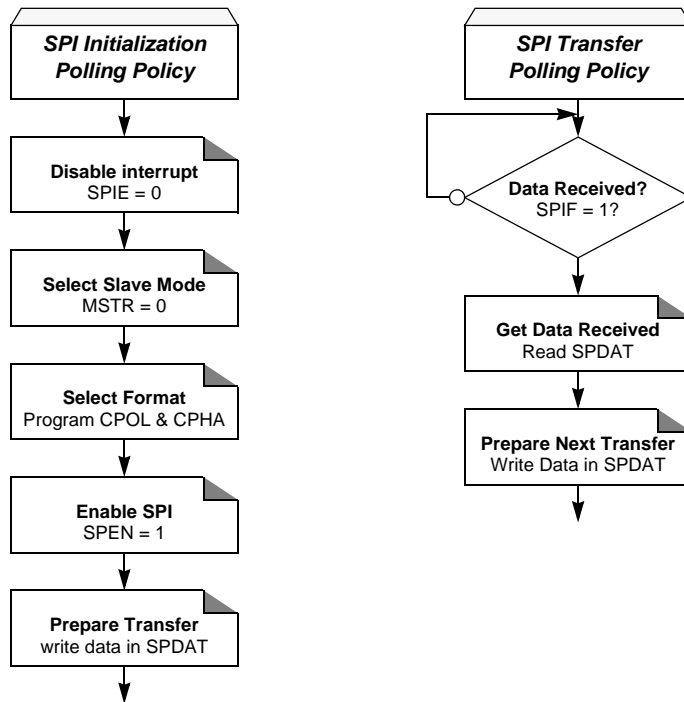 SPI Initialization
Polling Policy
Disable interrupt
SPIE = 0
Select Slave Mode
MSTR = 0
Select Format
Program CPOL & CPHA
Enable SPI
SPEN = 1
Prepare Transfer
write data in SPDAT
SPI Transfer
Polling Policy
Data Received?
SPIF = 1?
Get Data Received
Read SPDAT
Prepare Next Transfer
Write Data in SPDAT